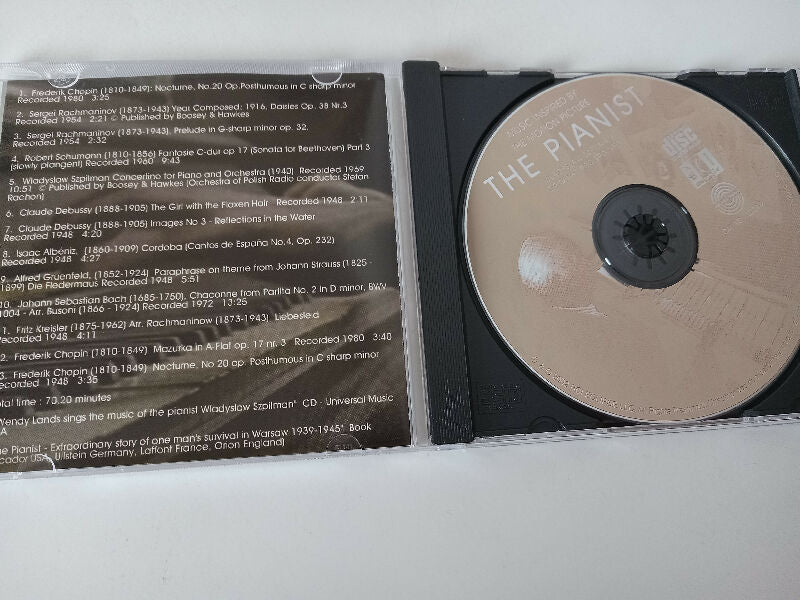 1. Frederik Chopin (1810-1849): Nocturne, No.20 Op.Posthumous in C sharp minor
Recorded 1980 3:25
2. Sergei Rachmaninov (1873-1943) Year Composed: 1916, Daisies Op. 38 Nr.3
Recorded 1954 2:21 © Published by Boosey & Hawkes
3. Sergei Rachmaninov (1873-1943), Prelude in G-sharp minor op. 32,
Recorded 1954 2:32
4. Robert Schumann (1810-1856) Fantasie C-dur op 17 (Sonata for Beethoven) Part 3
(slowly plangent) Recorded 1960 9:43
5. Wladyslaw Szpilman Concertino for Piano and Orchestra (1940) Recorded 1969
10:51 © Published by Boosey & Hawkes (Orchestra of Polish Radio conductor Stefan
Rachon)
6. Claude Debussy (1888-1905) The Girl with the Flaxen Hair Recorded 1948 2:11
7. Claude Debussy (1888-1905) Images No 3 - Reflections in the Water
Recorded 1948 4:20
8. Isaac Albéniz, (1860-1909) Cordoba (Cantos de España No.4, Op. 232)
Recorded 1948 4:27
9. Alfred Gruenfeld, (1852-1924) Paraphrase on theme from Johann Strauss (1825 -
1899) Die Fledermaus Recorded 1948 5:51
10. Johann Sebastian Bach (1685-1750), Chaconne from Partita No. 2 in D minor, BWV
1004 - Arr. Busoni (1866 - 1924) Recorded 1972 13:25
1. Fritz Kreisler (1875-1962) Arr. Rachmaninow (1873-1943) Liebesleid
Recorded 1948 4:11
2. Frederik Chopin (1810-1849) Mazurka in A Flat op. 17 nr. 3 Recorded 1980 3:40
3. Frederik Chopin (1810-1849) Nocturne, No 20 op. Posthumous in C sharp minor
Recorded 1948 3:35
otal time : 70.20 minutes
Wendy Lands sings the music of the pianist Wladyslaw Szpilman" CD - Universal Music
A
he Pianist - Extraordinary story of one man's survival in Warsaw 1939-1945" Book
icador USA, Ullstein Germany, Laffont France, Orion England)
MUSIC INSPIRED BY
THE MOTION PICTURE
THE PIANIST
DISC